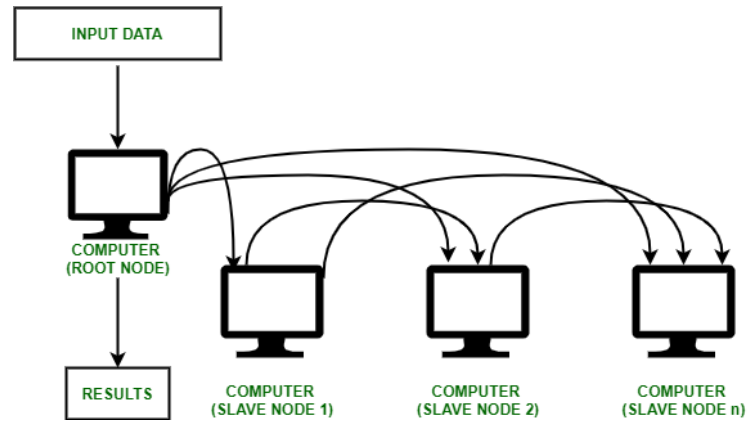 INPUT DATA
COMPUTER
(ROOT NODE)
RESULTS
COMPUTER
(SLAVE NODE 1)
COMPUTER
(SLAVE NODE 2)
COMPUTER
(SLAVE NODE n)